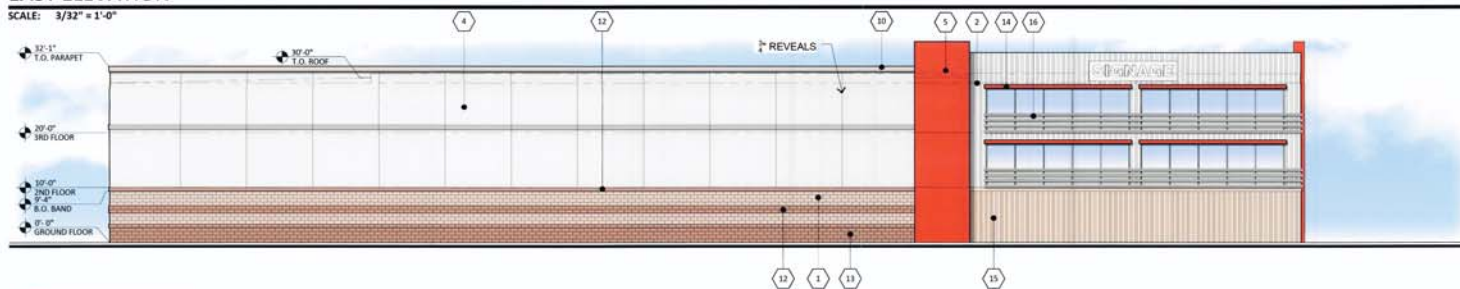 SCALE: 3/32" = 1'-0"
4
12
10
5
2
14
16
32'-1"
T.O. PARAPET
30'-0"
T.O. ROOF
REVEALS
SIGNAGE
20'-0"
3RD FLOOR
10'-0"
2ND FLOOR
9'-4"
B.O. BAND
0'- 0"
GROUND FLOOR
12
1
13
15